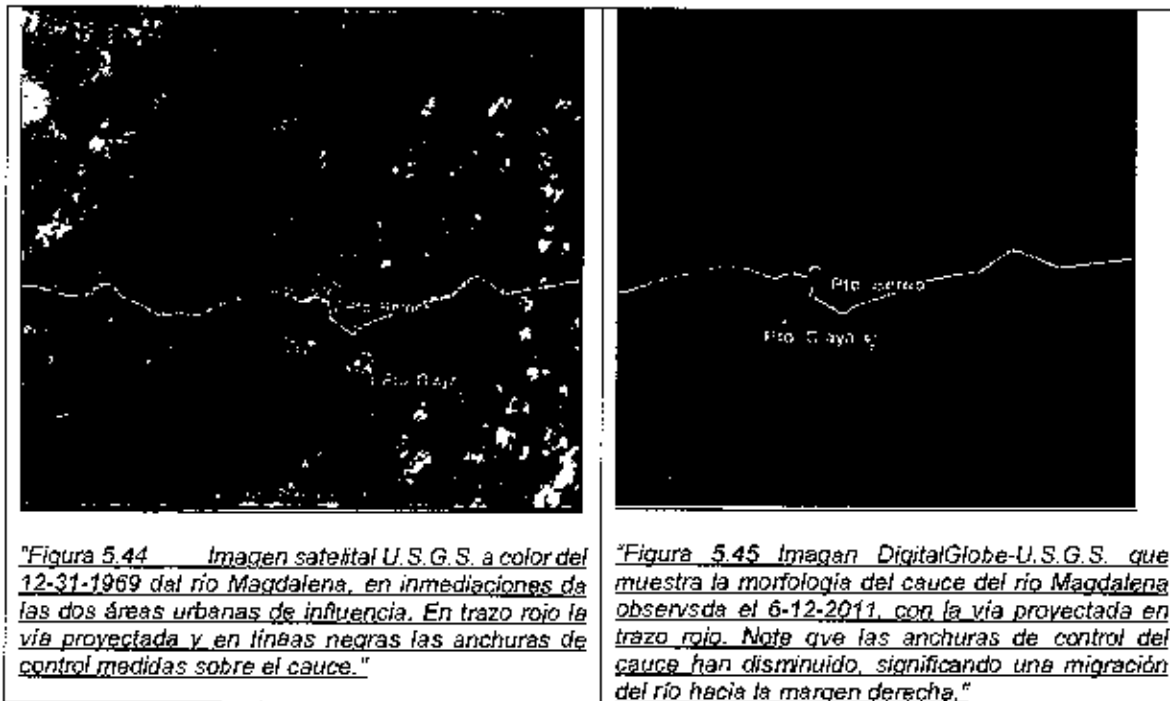 Pto
Pto
Pto
"Figura 5.44 Imagen satelital U.S.G.S. a color del
12-31-1969 dal río Magdalena, en inmediaciones da
las dos áreas urbanas de influencia. En trazo rojo la
vía proyectada y en líneas negras las anchuras de
control medidas sobre el cauce."
"Figura 5.45 Imagan DigitalGlobe-U.S.G.S. que
muestra la morfología del cauce del río Magdalena
observsda el 6-12-2011, con la vía proyectada en
trazo rojo. Note qve las anchuras de control del
cauce han disminuido, significando una migración
del río hacia la margen derecha."